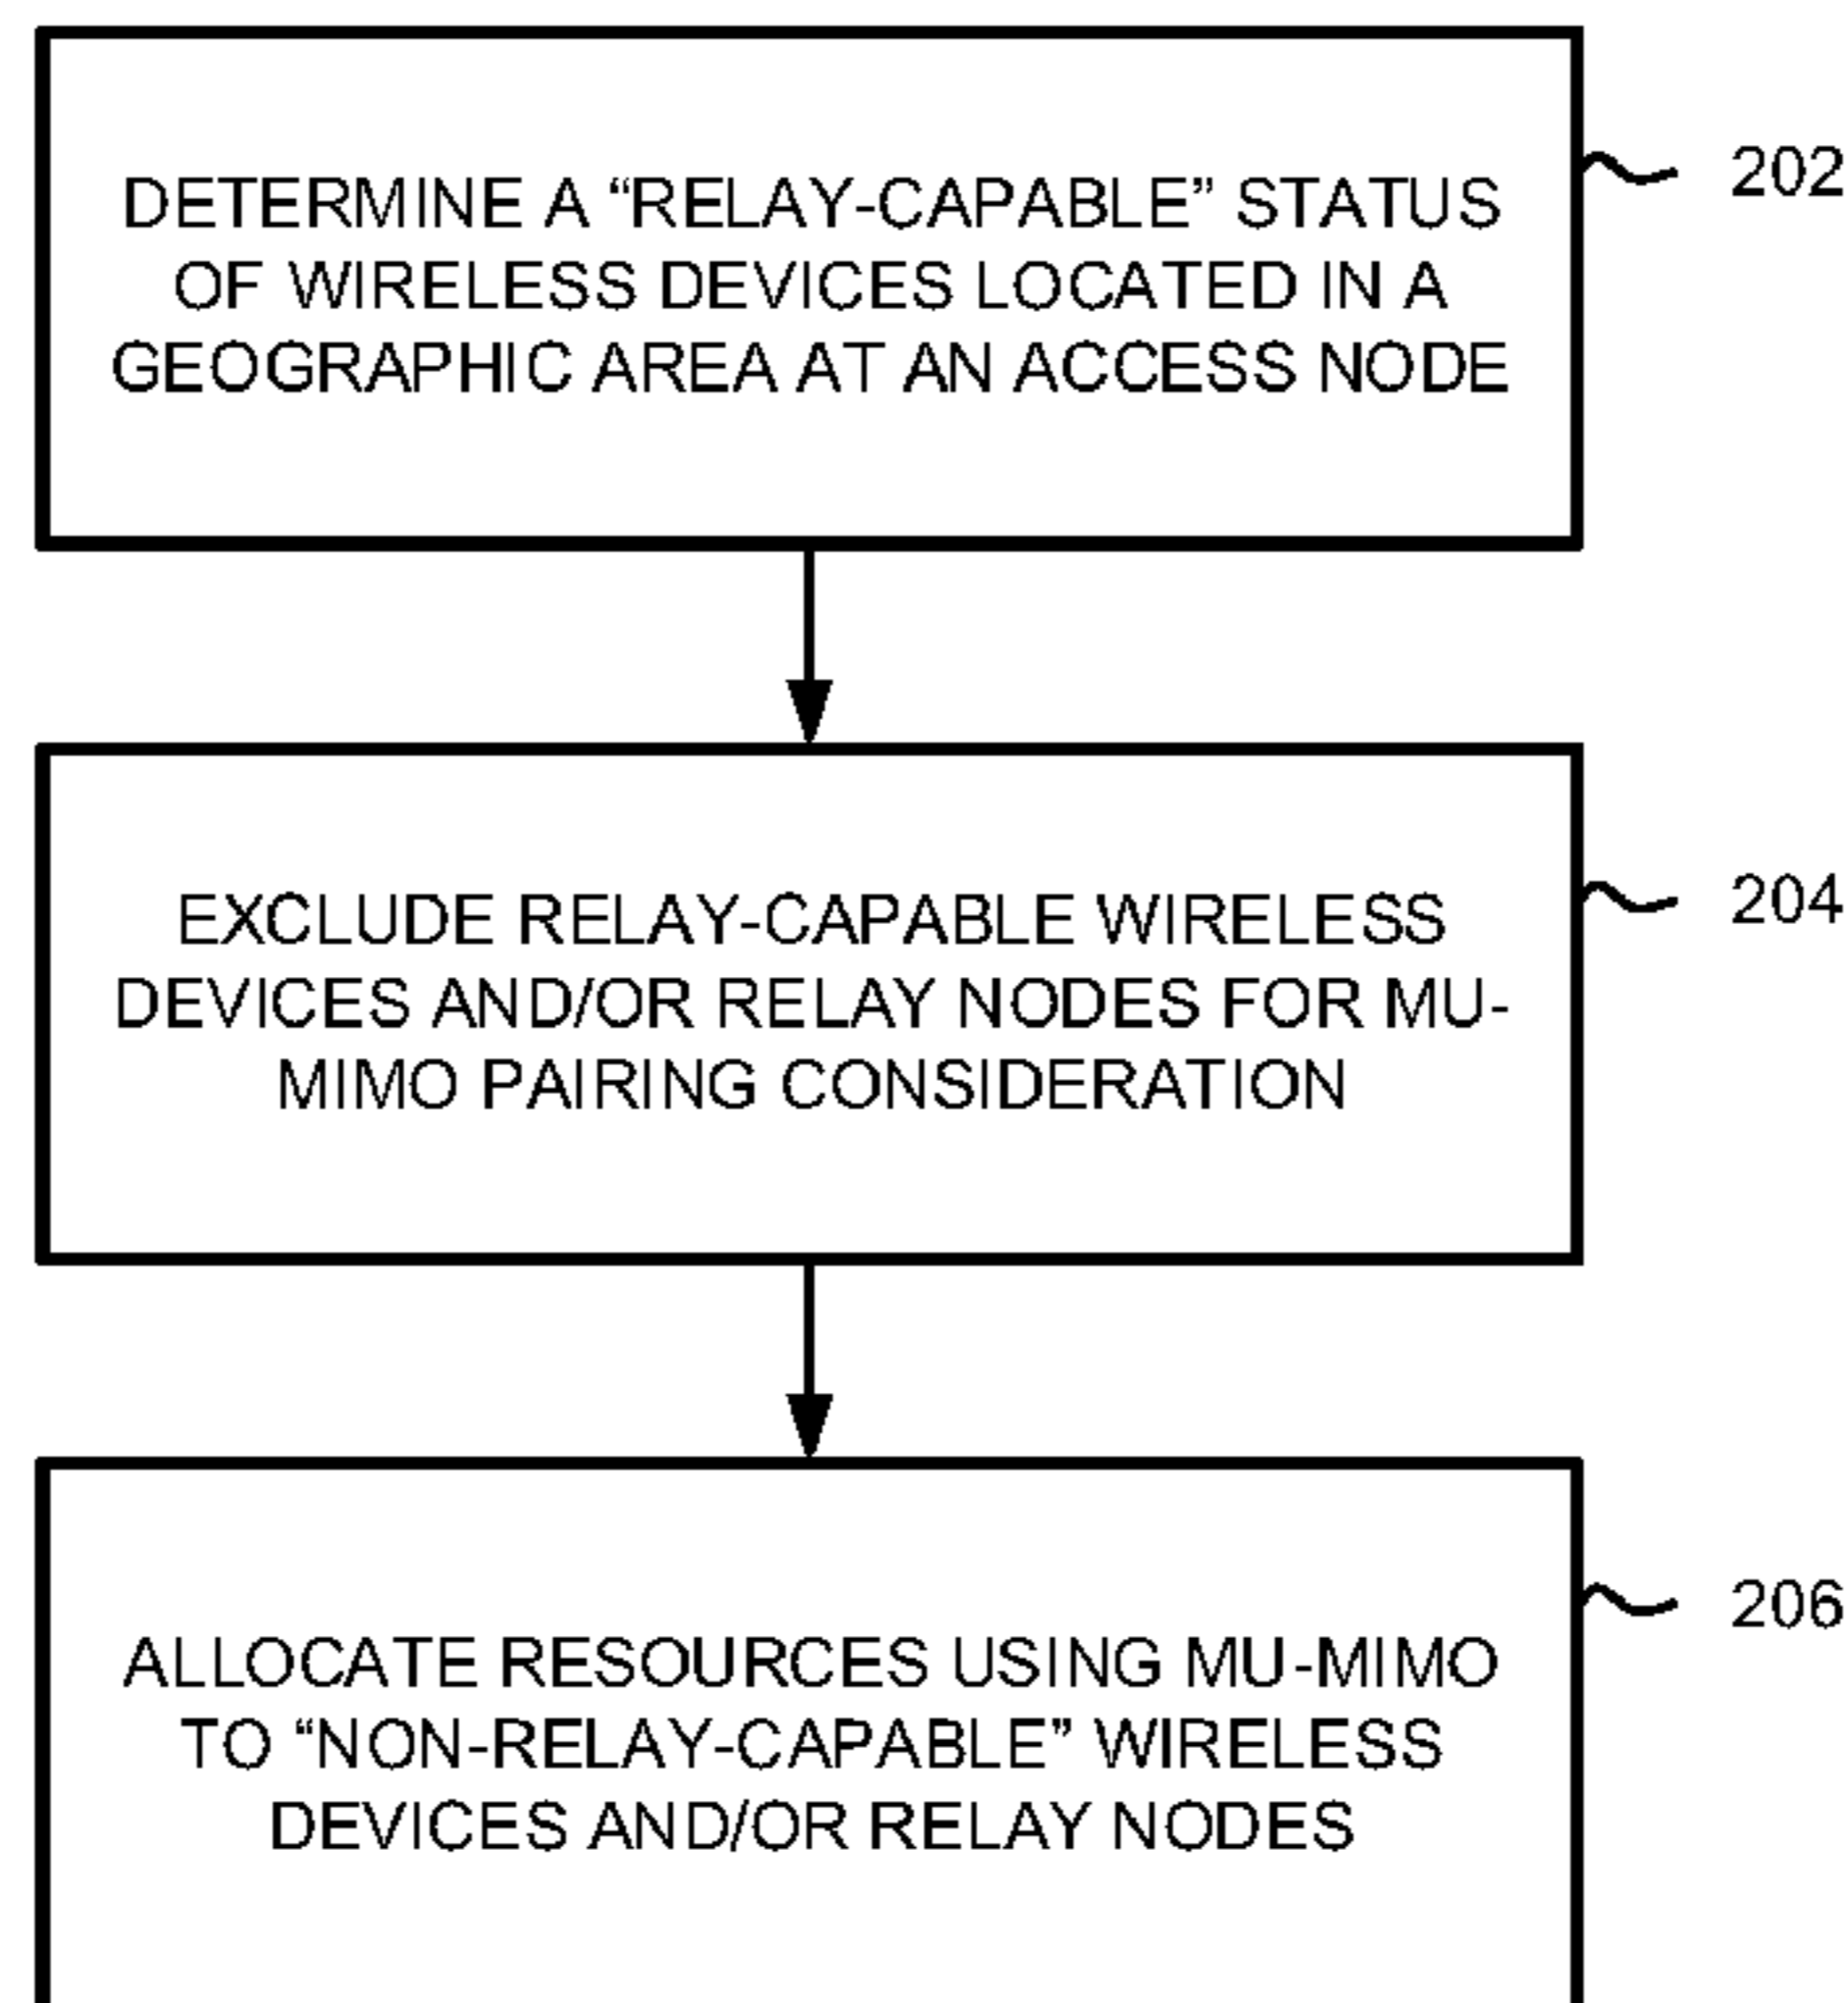 DETERMINE A “RELAY-CAPABLE” STATUS
OF WIRELESS DEVICES LOCATED IN A
GEOGRAPHIC AREA AT AN ACCESS NODE
202
EXCLUDE RELAY-CAPABLE WIRELESS
DEVICES AND/OR RELAY NODES FOR MU-
MIMO PAIRING CONSIDERATION
204
ALLOCATE RESOURCES USING MU-MIMO
TO “NON-RELAY-CAPABLE” WIRELESS
DEVICES AND/OR RELAY NODES
206